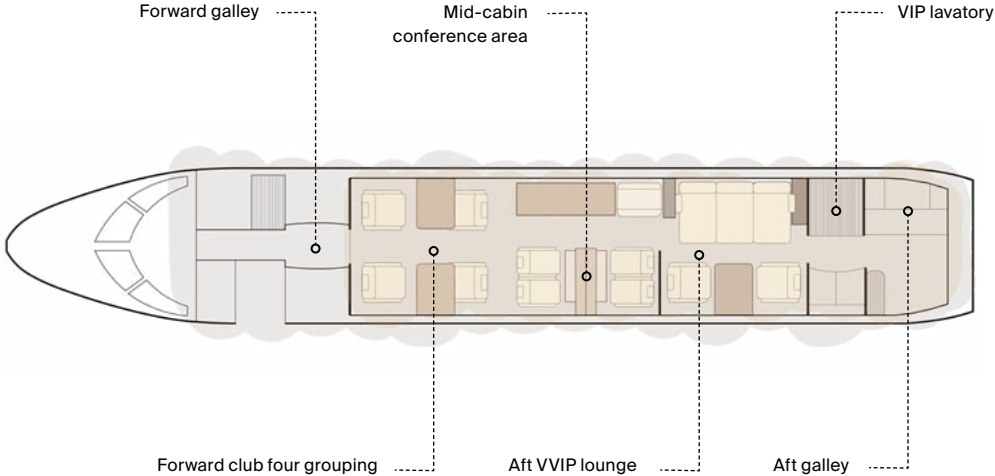 Forward galley
Mid-cabin
conference area
VIP lavatory
Forward club four grouping
Aft VVIP lounge
Aft galley